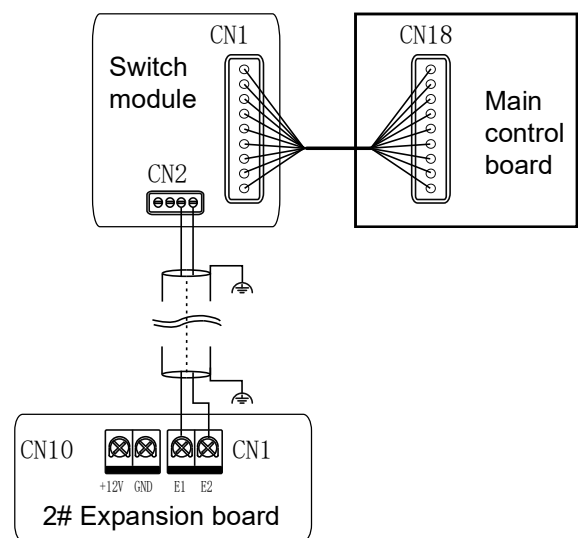 CN1
CN18
Switch
module
Main
control
board
CN2
CN10
CN1
+12V GND E1 E2
2# Expansion board